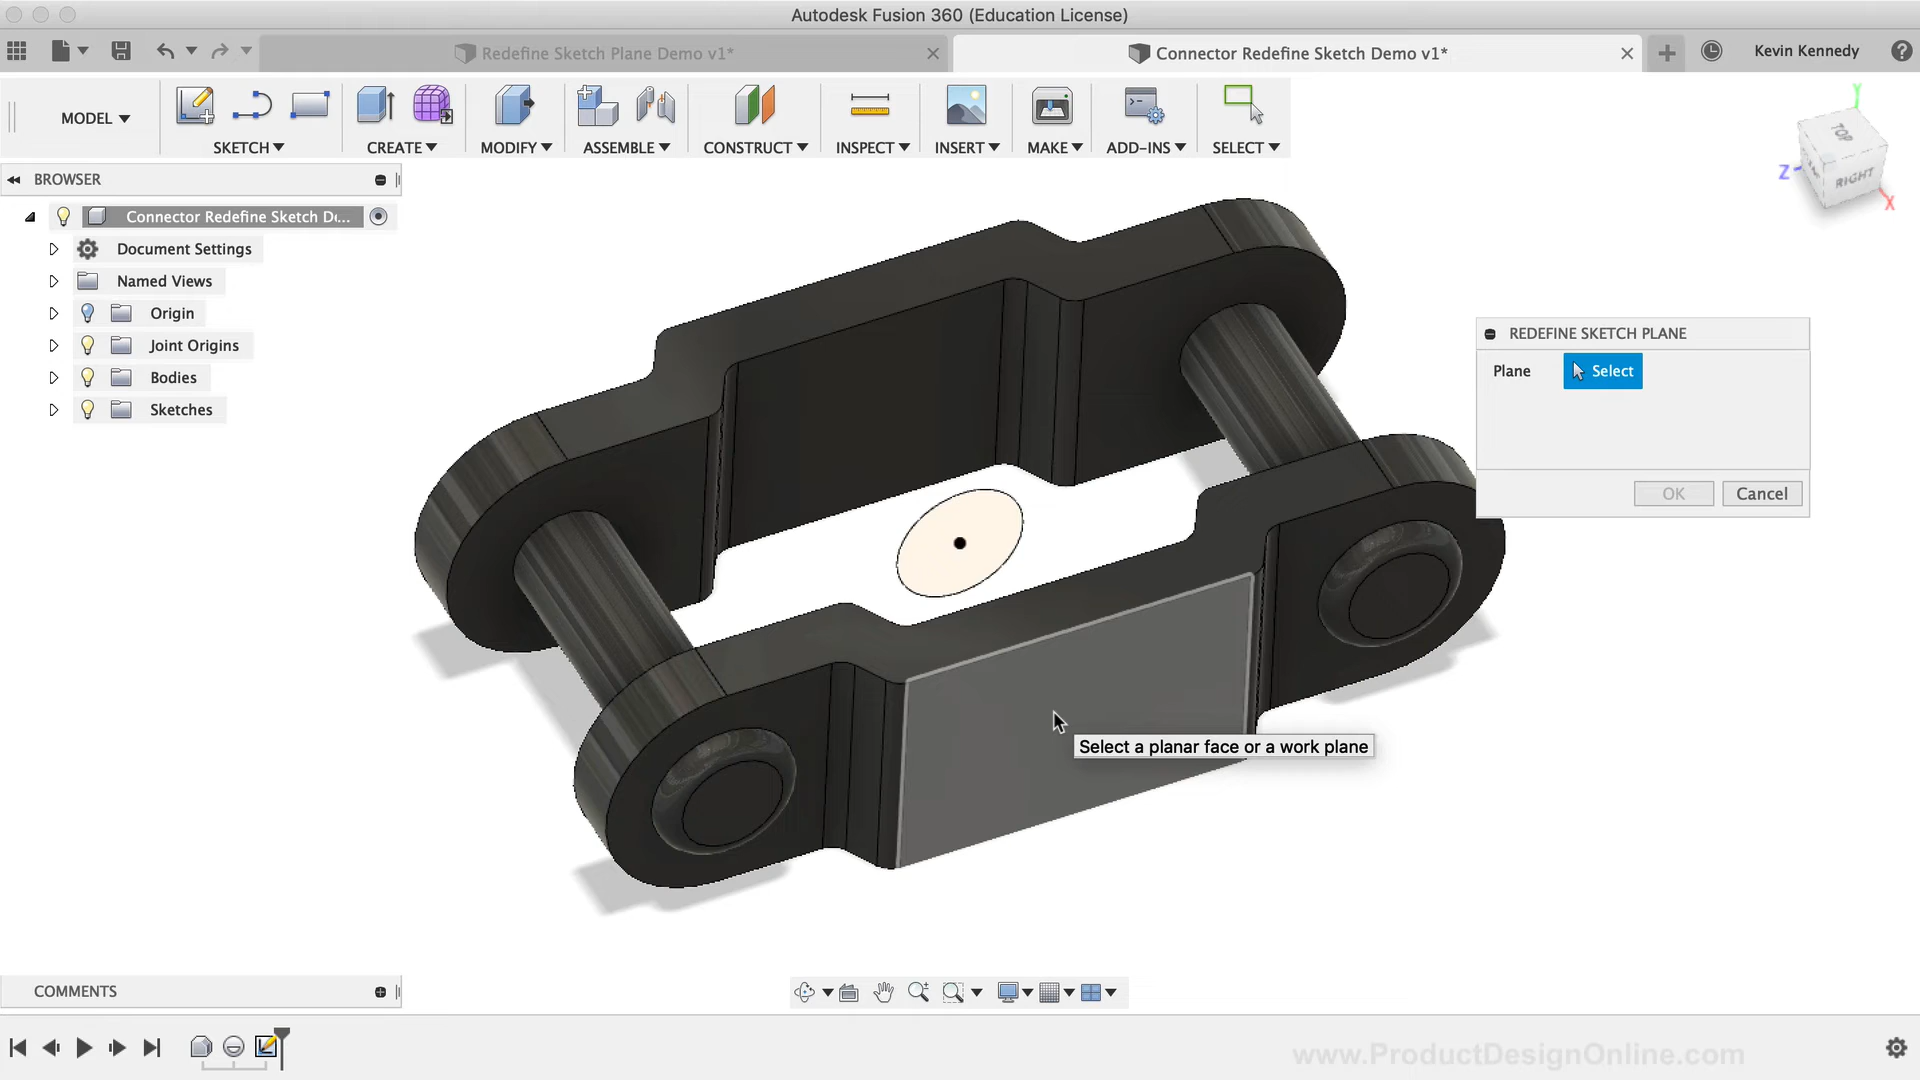 Autodesk Fusion 360 (Education License)
Redefine Sketch Plane Demo v1*
Connector Redefine Sketch Demo v1*
Kevin Kennedy
MODEL
SKETCH
CREATE
MODIFY
ASSEMBLE
CONSTRUCT
INSPECT
INSERT
MAKE
ADD-INS
SELECT
Y
TOP
RIGHT
Z
X
BROWSER
Connector Redefine Sketch D(...
Document Settings
Named Views
Origin
Joint Origins
Bodies
Sketches
REDEFINE SKETCH PLANE
Plane
Select
OK
Cancel
Select a planar face or a work plane
COMMENTS
www.ProductDesignOnline.com